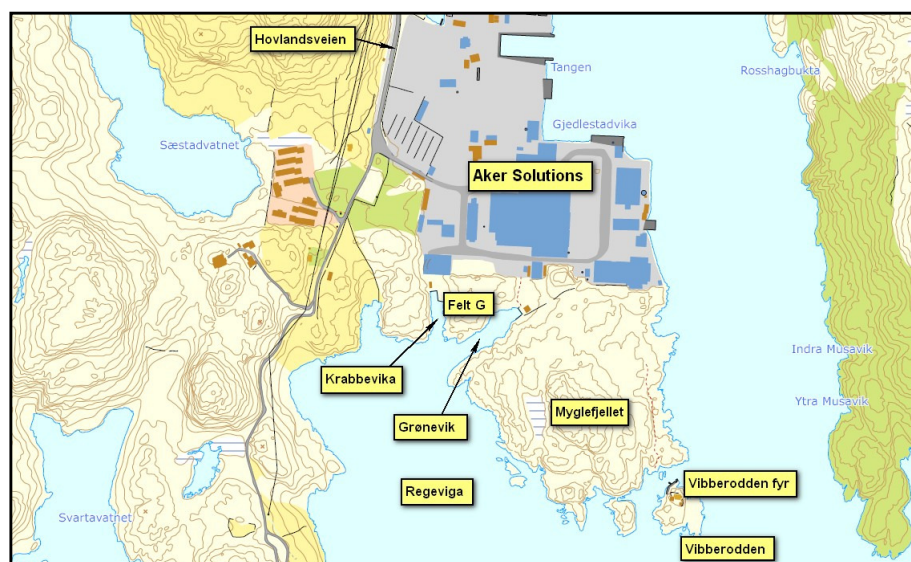 Hovlandsveien
Tangen
Rosshagbukta
Gjedlestadvika
Sæstadvatnet
Aker Solutions
Felt G
Krabbevika
Indra Musavik
Ytra Musavik
Grønevik
Myglefjellet
Regeviga
Vibberodden fyr
Svartavatnet
Vibberodden